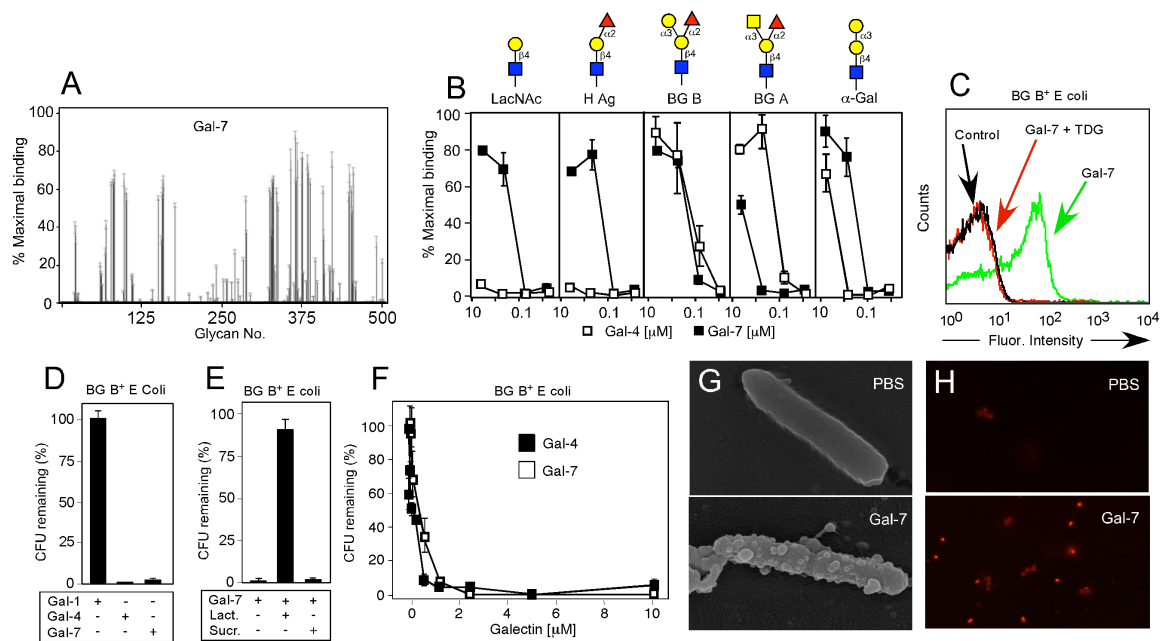 A
Gal-7
% Maximal binding
100
80
60
40
20
0
125
250
375
500
Glycan No.
B
α2
β4
α3
α2
β4
α3
α2
β4
α3
β4
β4
LacNAc
H Ag
BG B
BG A
α-Gal
% Maximal binding
100
80
60
40
20
0
10
0.1
10
0.1
10
0.1
10
0.1
10
0.1
Gal-4 [μM]
Gal-7 [μM]
C
BG B+ E coli
Control
Gal-7 + TDG
Gal-7
Counts
10⁰
10¹
10²
10³
10⁴
Fluor. Intensity
D
BG B+ E Coli
CFU remaining (%)
100
75
50
25
0
Gal-1 + - -
Gal-4 - + -
Gal-7 - - +
E
BG B+ E coli
CFU remaining (%)
100
75
50
25
0
Gal-7 + + +
Lact. - + -
Sucr. - - +
F
BG B+ E coli
CFU remaining (%)
100
80
60
40
20
0
0
2
4
6
8
10
Galectin [μM]
Gal-4
Gal-7
G
PBS
Gal-7
H
PBS
Gal-7